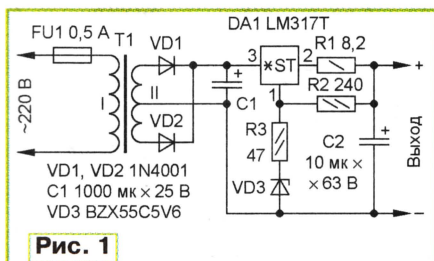 DA1 LM317T
FU1 0,5 А
T1
VD1
3
✶ST
2
R1 8,2
+
~220 В
I
II
+
C1
1
R2 240
VD2
R3
47
C2
10 мк ×
× 63 В
+
Выход
VD3
–
VD1, VD2 1N4001
C1 1000 мк × 25 В
VD3 BZX55C5V6
Рис. 1